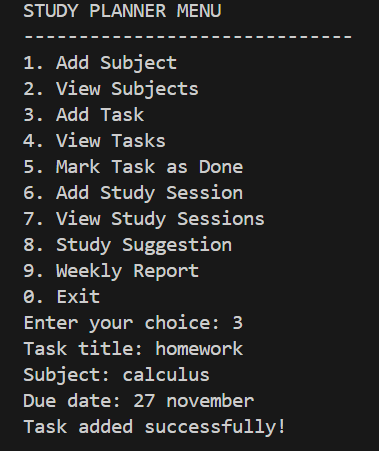 STUDY PLANNER MENU
------------------------------
1. Add Subject
2. View Subjects
3. Add Task
4. View Tasks
5. Mark Task as Done
6. Add Study Session
7. View Study Sessions
8. Study Suggestion
9. Weekly Report
0. Exit
Enter your choice: 3
Task title: homework
Subject: calculus
Due date: 27 november
Task added successfully!